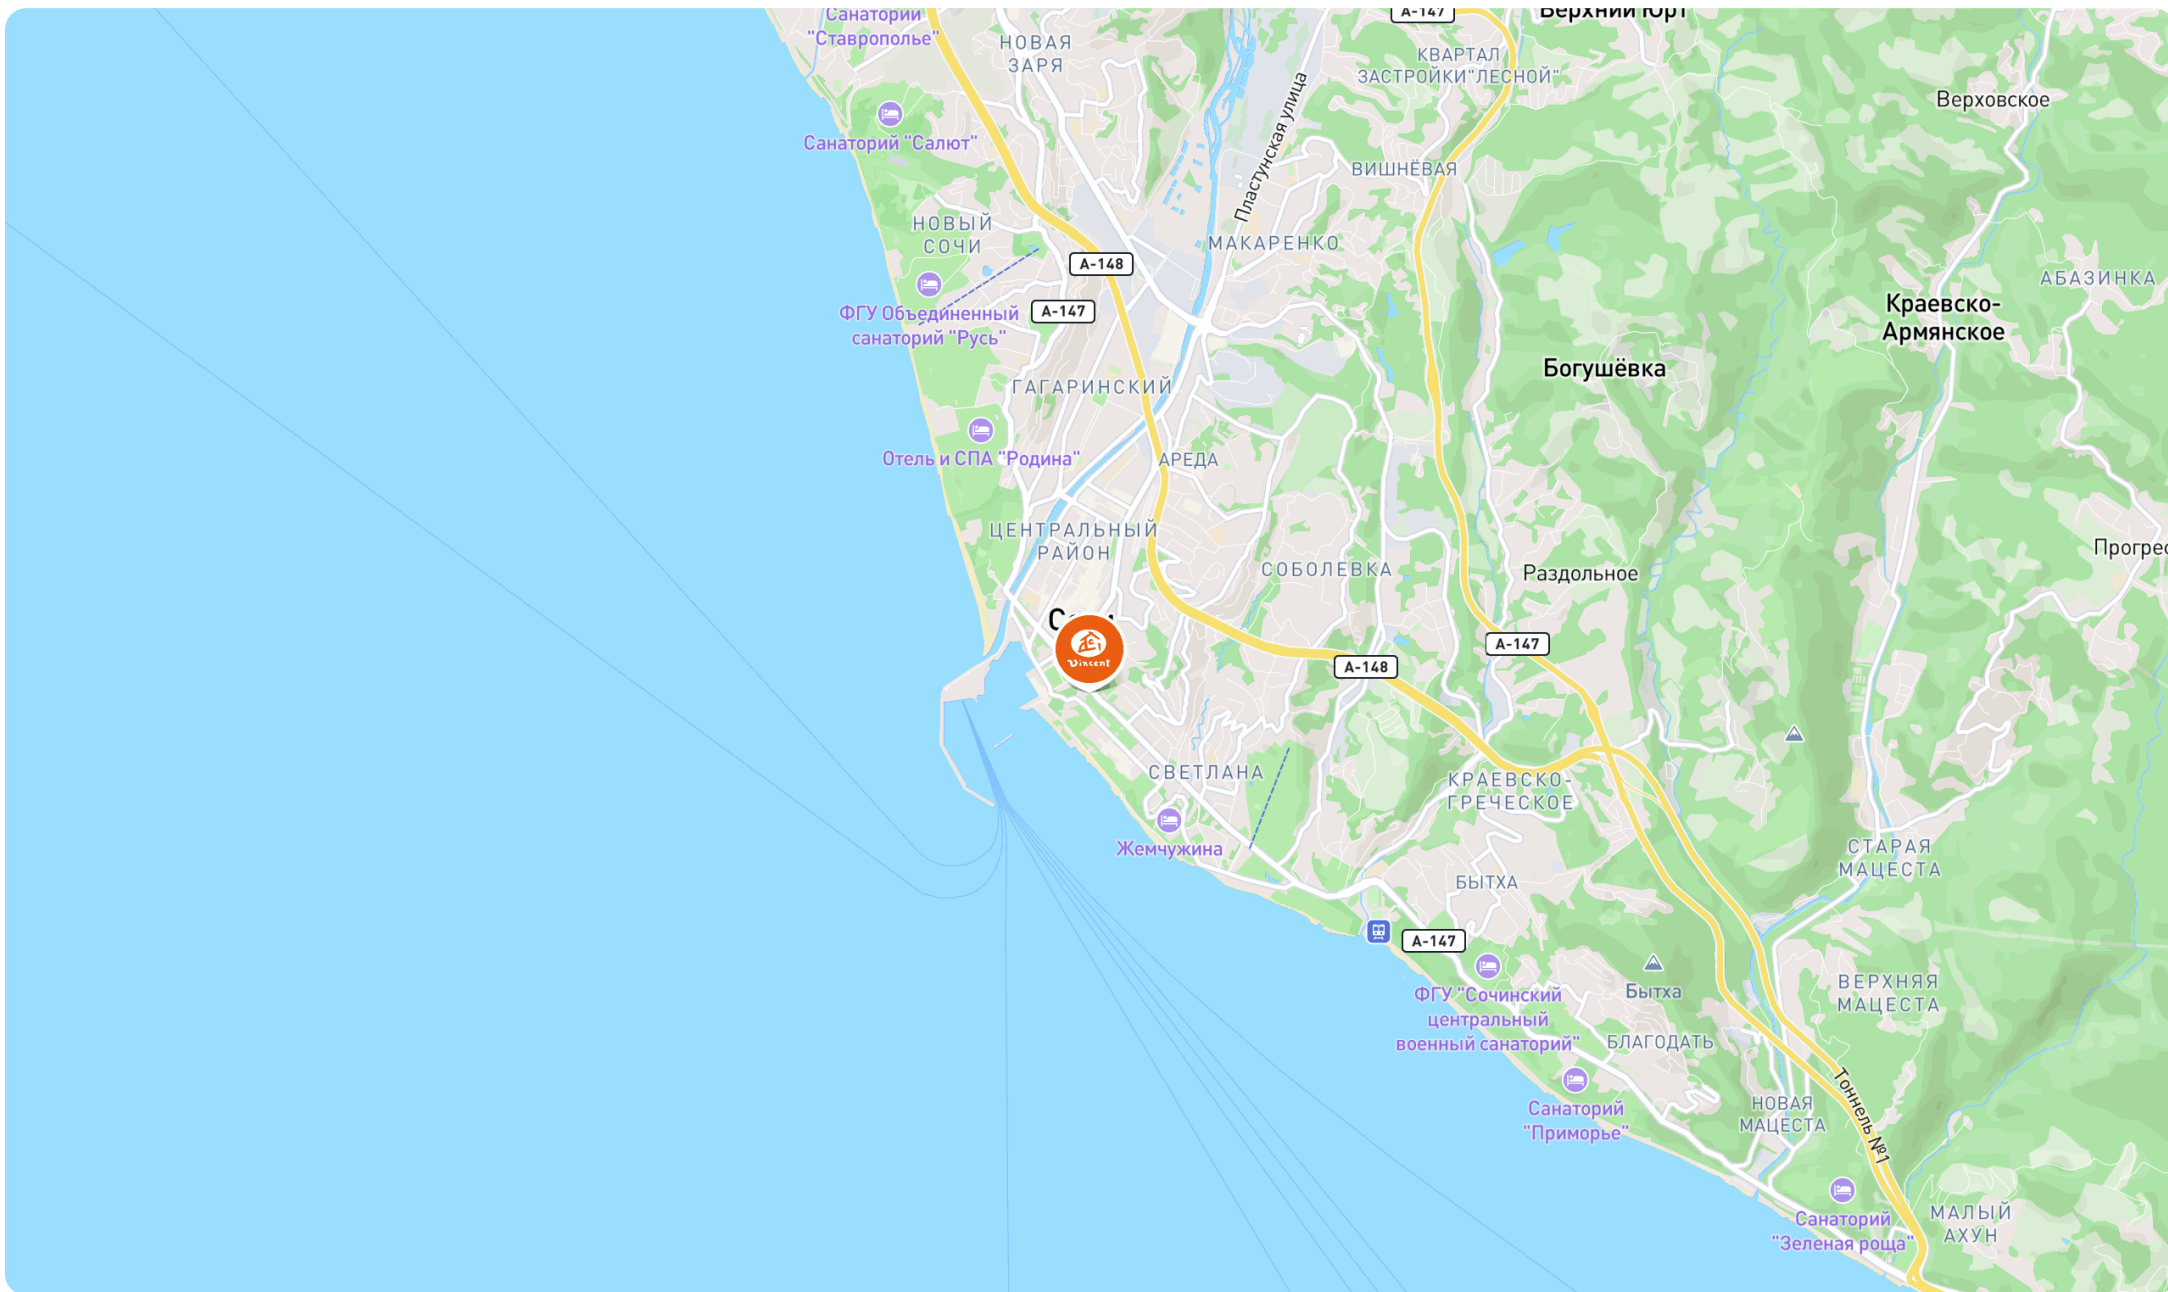 Санаторий
"Ставрополье"
НОВАЯ
ЗАРЯ
А-147
Верхний Юрт
КВАРТАЛ
ЗАСТРОЙКИ"ЛЕСНОЙ"
Верховское
Санаторий "Салют"
Пластунская улица
ВИШНЁВАЯ
НОВЫЙ
СОЧИ
МАКАРЕНКО
А-148
АБАЗИНКА
ФГУ Объединенный
санаторий "Русь"
А-147
Краевско-
Армянское
Богушёвка
ГАГАРИНСКИЙ
Отель и СПА "Родина"
АРЕДА
ЦЕНТРАЛЬНЫЙ
РАЙОН
СОБОЛЕВКА
Раздольное
Прогрес
Vincent
А-148
А-147
СВЕТЛАНА
КРАЕВСКО-
ГРЕЧЕСКОЕ
Жемчужина
СТАРАЯ
МАЦЕСТА
БЫТХА
А-147
ФГУ "Сочинский
центральный
военный санаторий"
Бытха
ВЕРХНЯЯ
МАЦЕСТА
БЛАГОДАТЬ
Санаторий
"Приморье"
НОВАЯ
МАЦЕСТА
Тоннель №1
Санаторий
"Зеленая роща"
МАЛЫЙ
АХУН